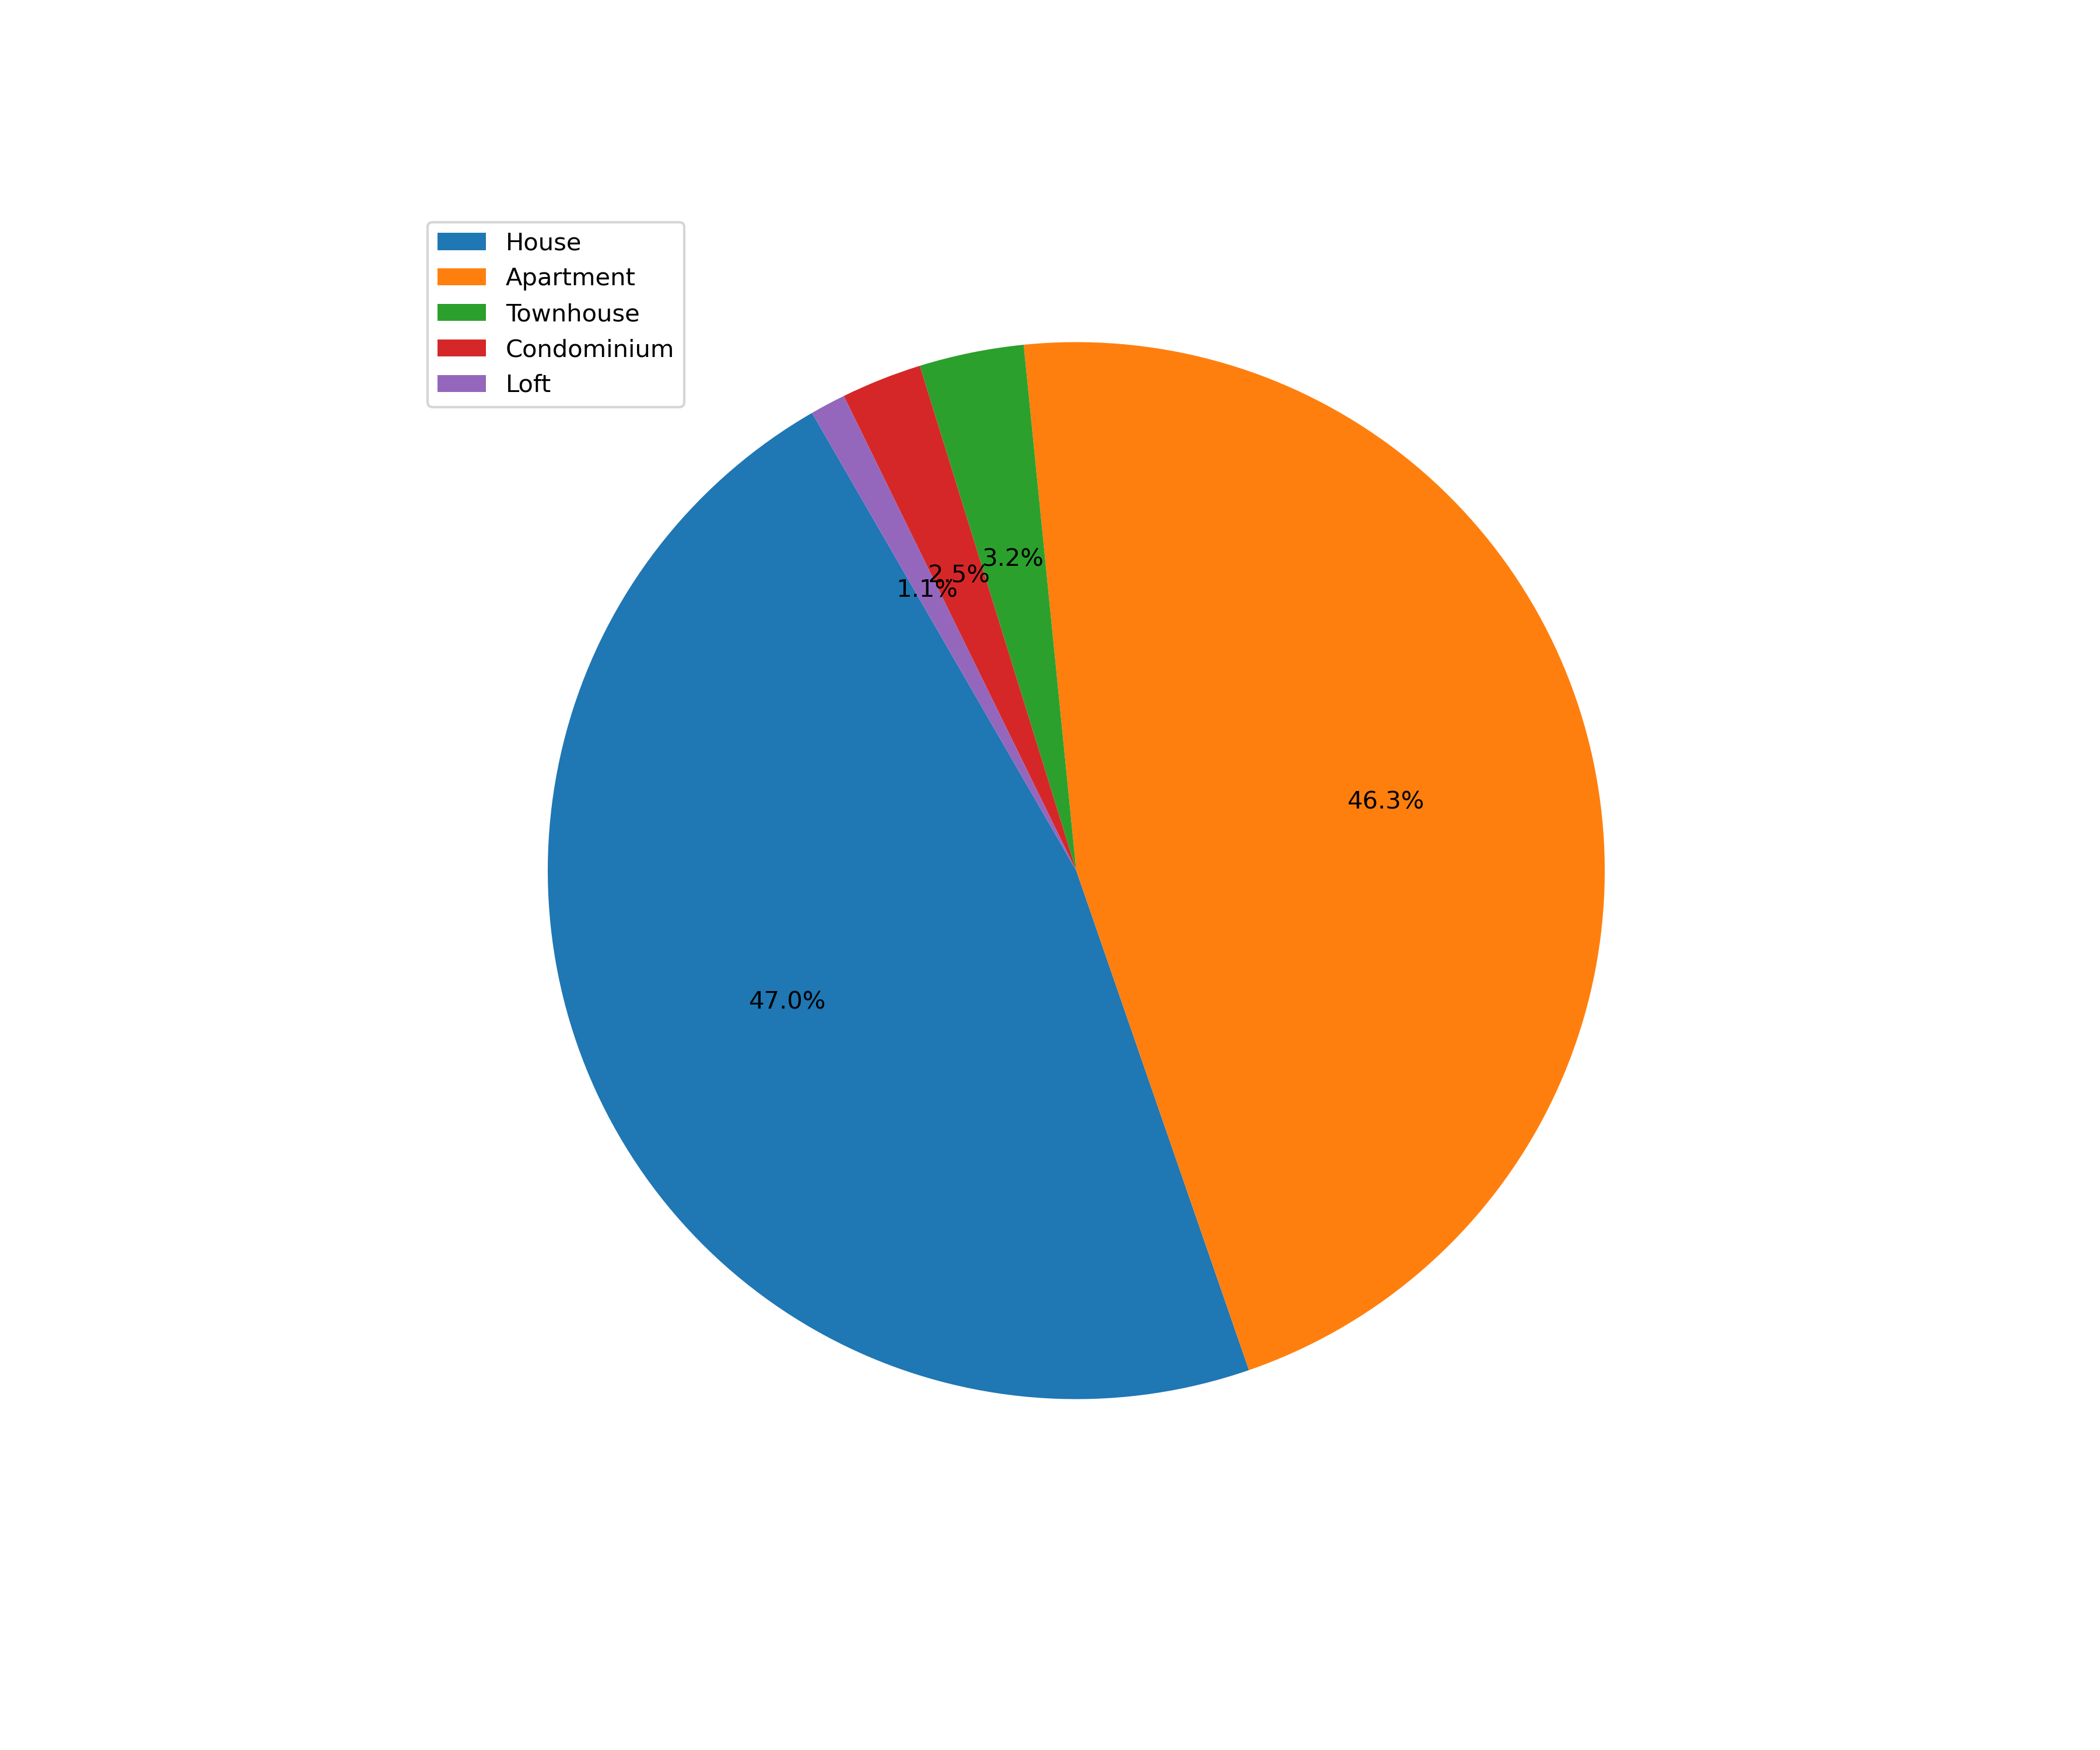 House
Apartment
Townhouse
Condominium
Loft
3.2%
2.5%
1.1%
46.3%
47.0%